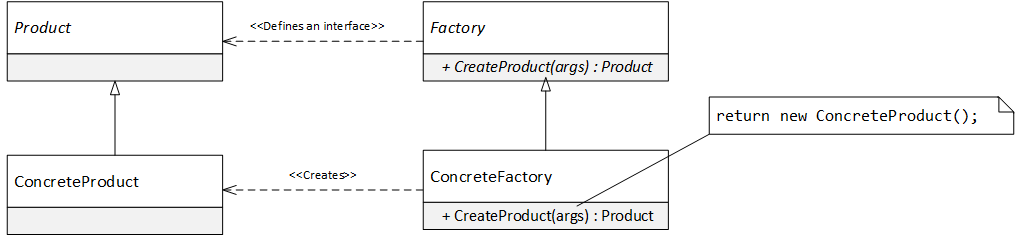 Product
<<Defines an interface>>
Factory
+ CreateProduct(args) : Product
return new ConcreteProduct();
ConcreteProduct
<<Creates>>
ConcreteFactory
+ CreateProduct(args) : Product